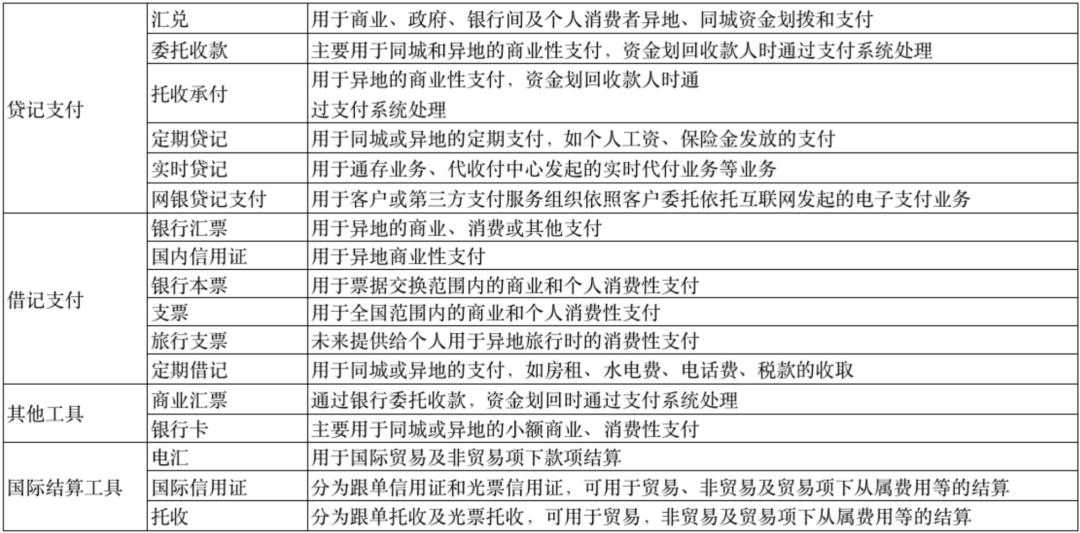 贷记支付
汇兑
用于商业、政府、银行间及个人消费者异地、同城资金划拨和支付
委托收款
主要用于同城和异地的商业性支付，资金划回收款人时通过支付系统处理
托收承付
用于异地的商业性支付，资金划回收款人时通
过支付系统处理
定期贷记
用于同城或异地的定期支付，如个人工资、保险金发放的支付
实时贷记
用于通存业务、代收付中心发起的实时代付业务等业务
网银贷记支付
用于客户或第三方支付服务组织依照客户委托依托互联网发起的电子支付业务
借记支付
银行汇票
用于异地的商业、消费或其他支付
国内信用证
用于异地商业性支付
银行本票
用于票据交换范围内的商业和个人消费性支付
支票
用于全国范围内的商业和个人消费性支付
旅行支票
未来提供给个人用于异地旅行时的消费性支付
定期借记
用于同城或异地的支付，如房租、水电费、电话费、税款的收取
其他工具
商业汇票
通过银行委托收款，资金划回时通过支付系统处理
银行卡
主要用于同城或异地的小额商业、消费性支付
国际结算工具
电汇
用于国际贸易及非贸易项下款项结算
国际信用证
分为跟单信用证和光票信用证，可用于贸易、非贸易及贸易项下从属费用等的结算
托收
分为跟单托收及光票托收，可用于贸易，非贸易及贸易项下从属费用等的结算